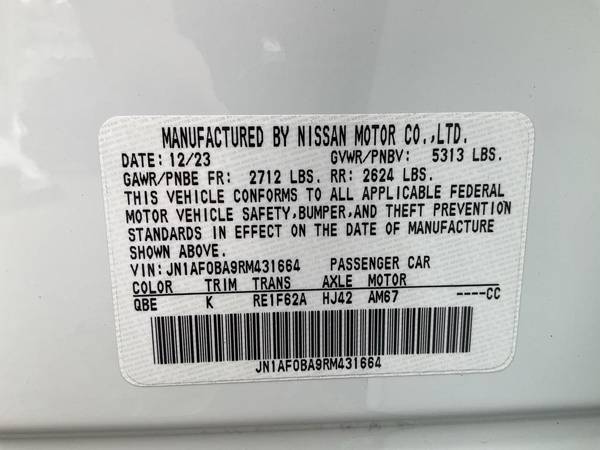 MANUFACTURED BY NISSAN MOTOR CO.,LTD.
DATE: 12/23 GVWR/PNBV: 5313 LBS.
GAWR/PNBE FR: 2712 LBS. RR: 2624 LBS.
THIS VEHICLE CONFORMS TO ALL APPLICABLE FEDERAL
MOTOR VEHICLE SAFETY,BUMPER,AND THEFT PREVENTION
STANDARDS IN EFFECT ON THE DATE OF MANUFACTURE
SHOWN ABOVE.
VIN: JN1AF0BA9RM431664 PASSENGER CAR
COLOR TRIM TRANS AXLE MOTOR
QBE K RE1F62A HJ42 AM67 ----CC
JN1AF0BA9RM431664